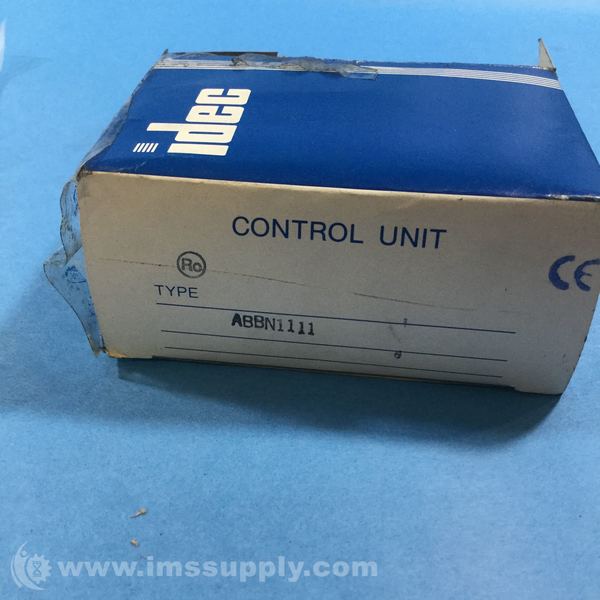 idec
CONTROL UNIT
Ro
CE
TYPE
ABBN1111
www.imssupply.com